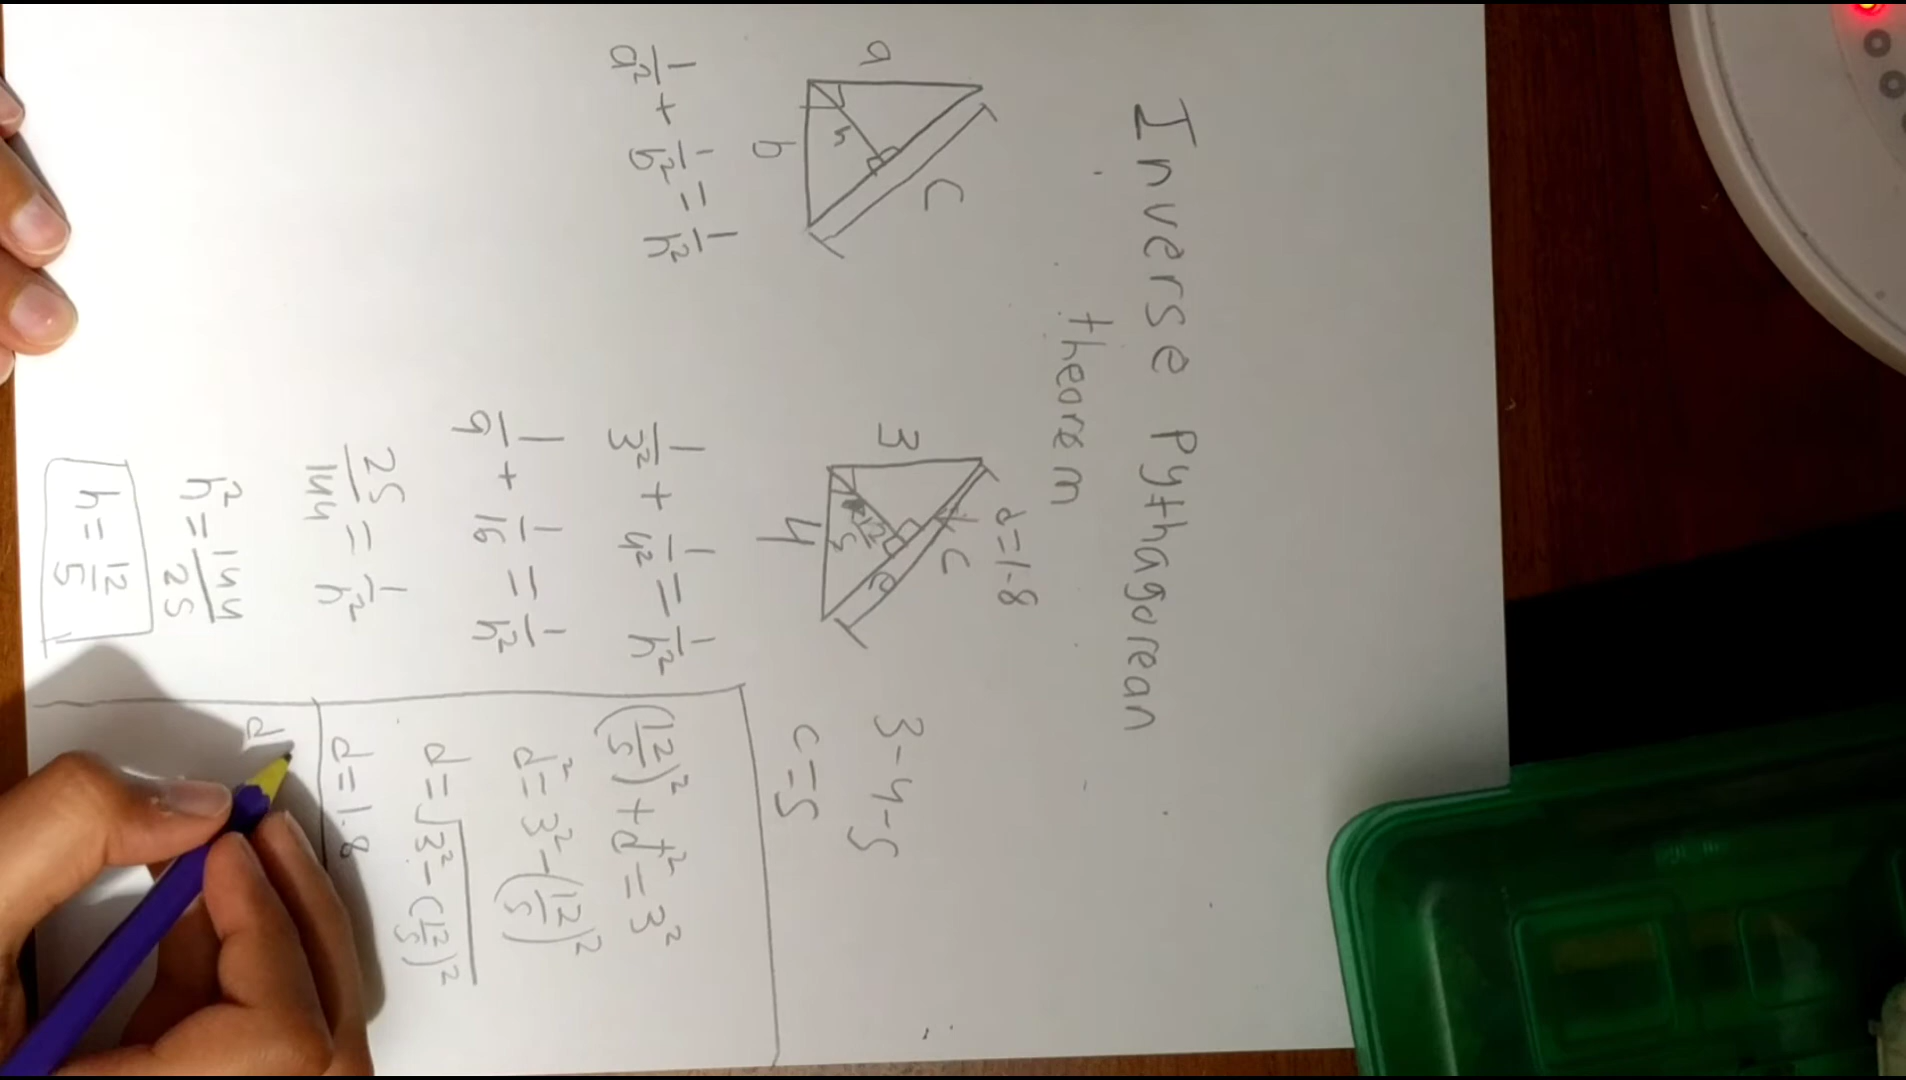 Inverse Pythagorean
theorem
a
b
h
C
1/a² + 1/b² = 1/h²
3
4
12/5
d=1.8
C
e
1/3² + 1/4² = 1/h²
1/9 + 1/16 = 1/h²
25/144 = 1/h²
h² = 144/25
h = 12/5
3-4-5
c=5
(12/5)² + d² = 3²
d² = 3² - (12/5)²
d = √3² - (12/5)²
d = 1.8
d